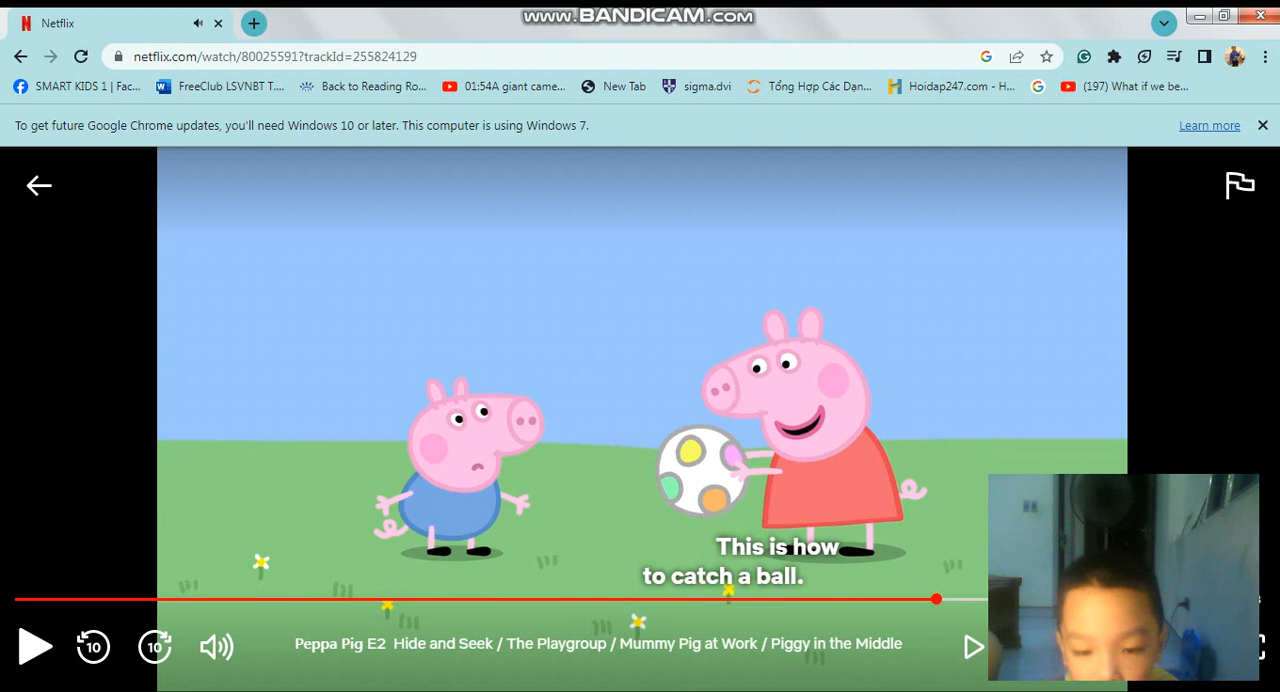 www.BANDICAM.com
Netflix
netflix.com/watch/80025591?trackId=255824129
SMART KIDS 1 | Fac...
FreeClub LSVNBT T....
Back to Reading Ro...
01:54A giant came...
New Tab
sigma.dvi
Tổng Hợp Các Dạn...
Hoidap247.com - H...
(197) What if we be...
To get future Google Chrome updates, you'll need Windows 10 or later. This computer is using Windows 7.
Learn more
This is how
to catch a ball.
10
10
Peppa Pig E2 Hide and Seek / The Playgroup / Mummy Pig at Work / Piggy in the Middle